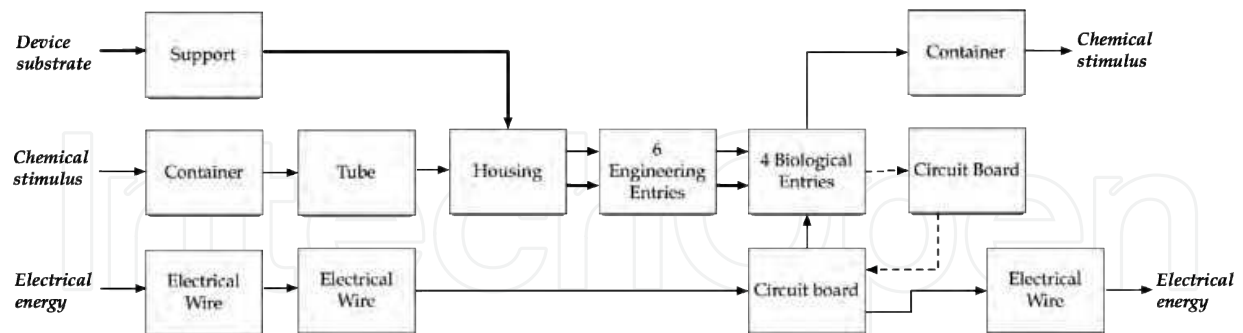 Device
substrate
Support
Container
Chemical
stimulus
Chemical
stimulus
Container
Tube
Housing
6
Engineering
Entries
4 Biological
Entries
Circuit Board
Electrical
energy
Electrical
Wire
Electrical
Wire
Circuit board
Electrical
Wire
Electrical
energy
IntechOpen